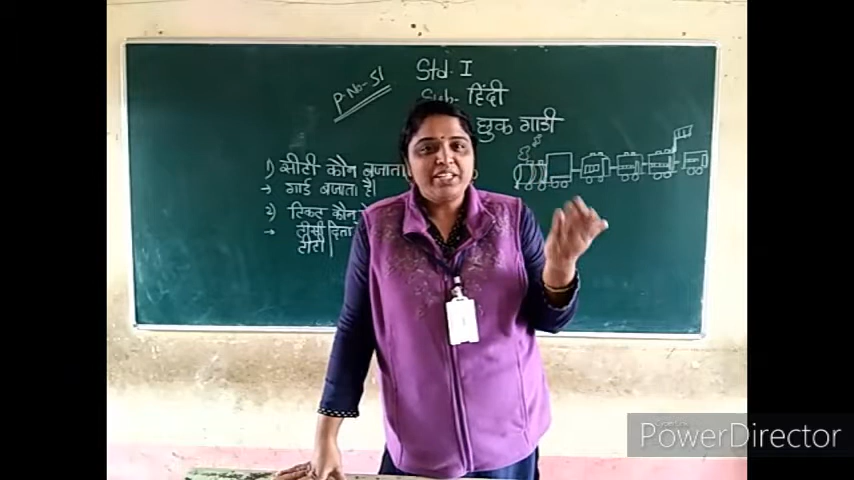 Std. I
P. No- 51
Sub- हिंदी
छुक गाडी
1) सीटी कौन बजाता
→ गार्ड बजाता है।
2) टिकट कौन
→ टीसी दिता
टीटी
PowerDirector